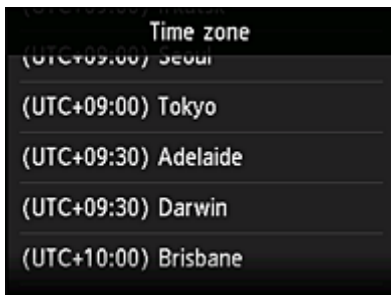 Irkutsk
Time zone
(UTC+09:00) Seoul
(UTC+09:00) Tokyo
(UTC+09:30) Adelaide
(UTC+09:30) Darwin
(UTC+10:00) Brisbane